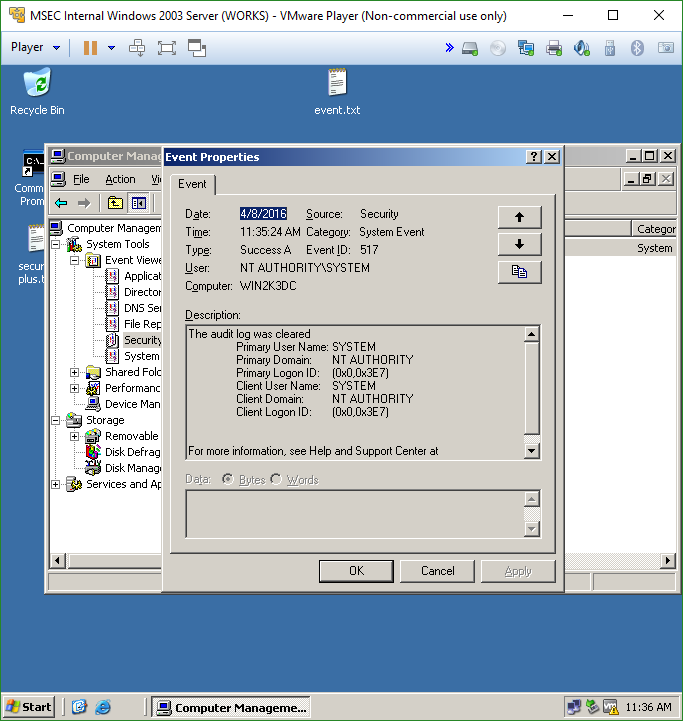 MSEC Internal Windows 2003 Server (WORKS) - VMware Player (Non-commercial use only)
Player
Recycle Bin
event.txt
C:\
Comm
Prom
secur
plus.t
Computer Mana
File Action Vi
Event Properties
Event
Date: 4/8/2016 Source: Security
Time: 11:35:24 AM Category: System Event
Type: Success A Event ID: 517
User: NT AUTHORITY\SYSTEM
Computer: WIN2K3DC
Description:
The audit log was cleared
Primary User Name: SYSTEM
Primary Domain: NT AUTHORITY
Primary Logon ID: (0x0,0x3E7)
Client User Name: SYSTEM
Client Domain: NT AUTHORITY
Client Logon ID: (0x0,0x3E7)
For more information, see Help and Support Center at
Data: Bytes Words
OK Cancel Apply
Computer Managem
System Tools
Event Viewe
Applicat
Director
DNS Ser
File Rep
Security
System
Shared Fold
Performanc
Device Man
Storage
Removable
Disk Defrag
Disk Manage
Services and Ap
Categor
System
Start
Computer Manageme...
11:36 AM